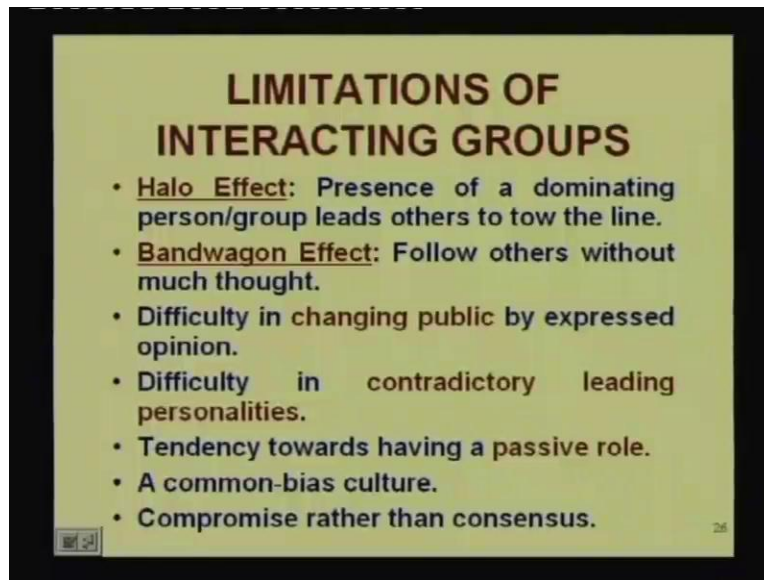 LIMITATIONS OF
INTERACTING GROUPS
• Halo Effect: Presence of a dominating
person/group leads others to tow the line.
• Bandwagon Effect: Follow others without
much thought.
• Difficulty in changing public by expressed
opinion.
• Difficulty in contradictory leading
personalities.
• Tendency towards having a passive role.
• A common-bias culture.
• Compromise rather than consensus.
26